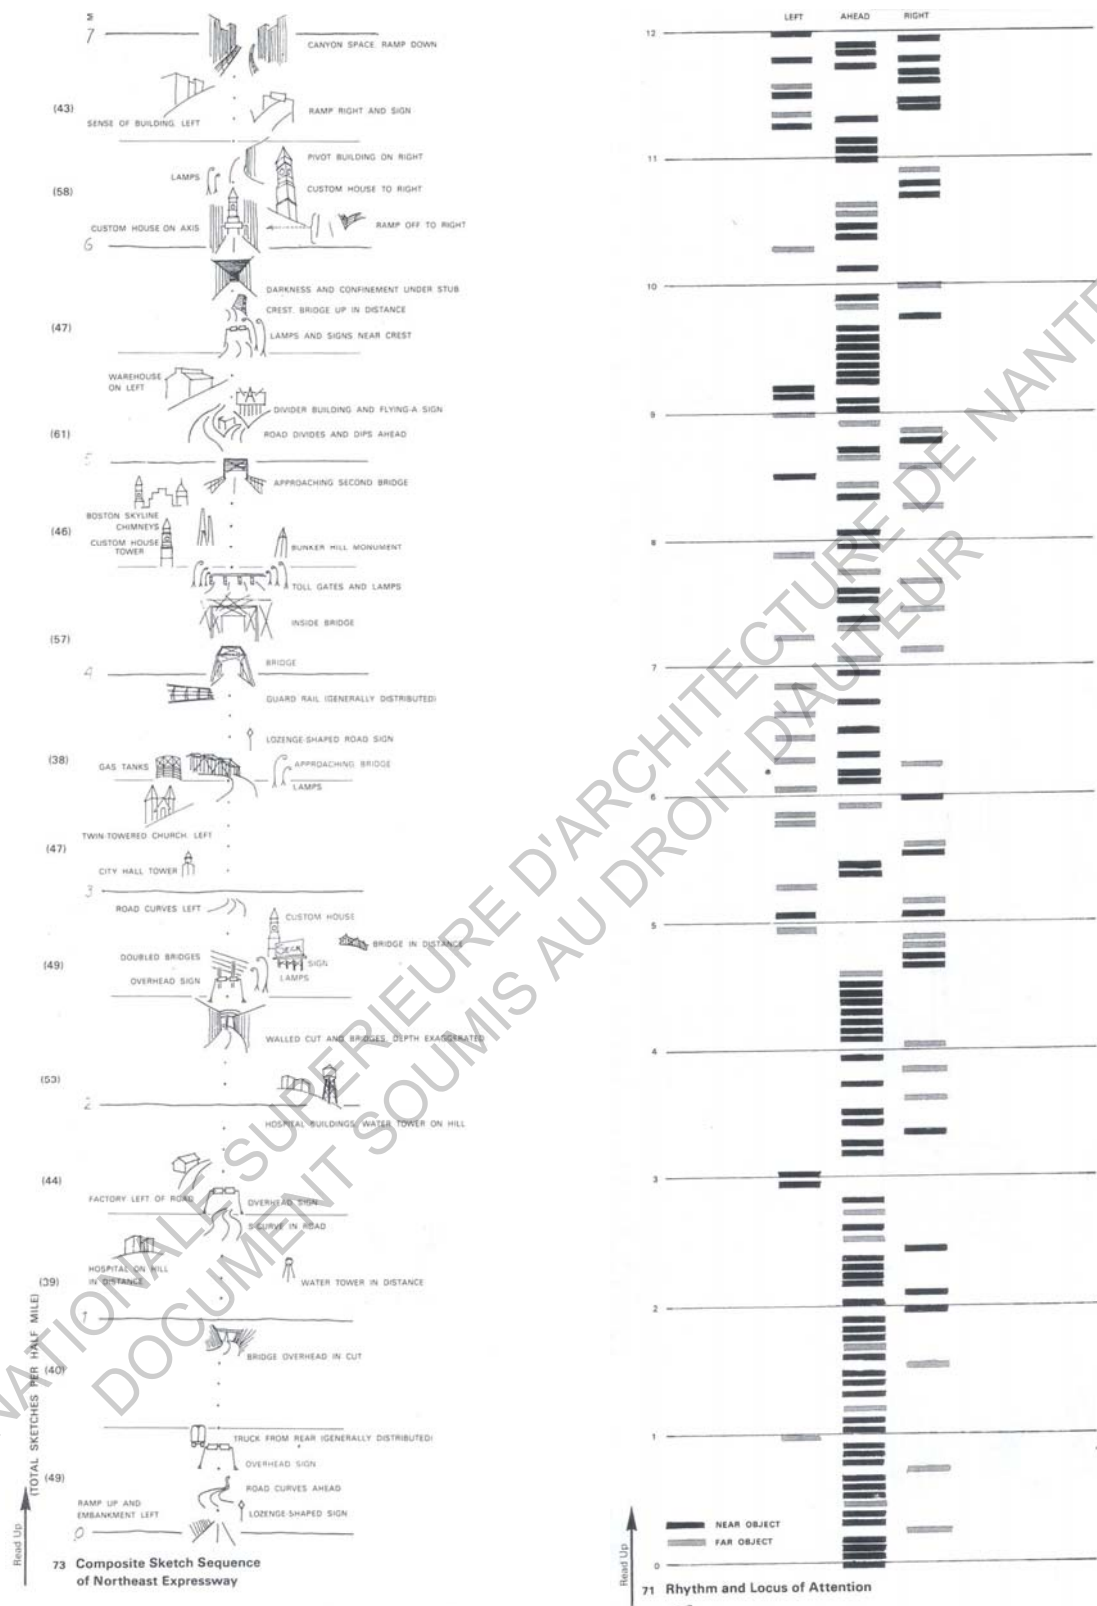 M
7
CANYON SPACE. RAMP DOWN
(43)
RAMP RIGHT AND SIGN
SENSE OF BUILDING. LEFT
PIVOT BUILDING ON RIGHT
LAMPS
(58)
CUSTOM HOUSE TO RIGHT
CUSTOM HOUSE ON AXIS
RAMP OFF TO RIGHT
6
DARKNESS AND CONFINEMENT UNDER STUB
CREST. BRIDGE UP IN DISTANCE
(47)
LAMPS AND SIGNS NEAR CREST
WAREHOUSE
ON LEFT
DIVIDER BUILDING AND FLYING-A SIGN
(61)
ROAD DIVIDES AND DIPS AHEAD
5
APPROACHING SECOND BRIDGE
BOSTON SKYLINE
CHIMNEYS
(46)
CUSTOM HOUSE
TOWER
BUNKER HILL MONUMENT
TOLL GATES AND LAMPS
INSIDE BRIDGE
(57)
BRIDGE
4
GUARD RAIL (GENERALLY DISTRIBUTED)
LOZENGE-SHAPED ROAD SIGN
(38)
GAS TANKS
APPROACHING BRIDGE
LAMPS
TWIN-TOWERED CHURCH. LEFT
(47)
CITY HALL TOWER
3
ROAD CURVES LEFT
CUSTOM HOUSE
BRIDGE IN DISTANCE
DOUBLED BRIDGES
SIGN
(49)
OVERHEAD SIGN
LAMPS
WALLED CUT AND BRIDGES. DEPTH EXAGGERATED
(53)
2
HOSPITAL BUILDINGS. WATER TOWER ON HILL
(44)
FACTORY LEFT OF ROAD
OVERHEAD SIGN
S-CURVE IN ROAD
HOSPITAL ON HILL
IN DISTANCE
(39)
WATER TOWER IN DISTANCE
1
BRIDGE OVERHEAD IN CUT
(40)
TRUCK FROM REAR (GENERALLY DISTRIBUTED)
OVERHEAD SIGN
(49)
ROAD CURVES AHEAD
RAMP UP AND
EMBANKMENT LEFT
LOZENGE-SHAPED SIGN
0
(TOTAL SKETCHES PER HALF MILE)
Read Up
73 Composite Sketch Sequence
of Northeast Expressway
LEFT AHEAD RIGHT
12
11
10
9
8
7
6
5
4
3
2
1
0
NEAR OBJECT
FAR OBJECT
Read Up
71 Rhythm and Locus of Attention
NATIONALE SUPERIEURE D'ARCHITECTURE DE NANTE
DOCUMENT SOUMIS AU DROIT D'AUTEUR